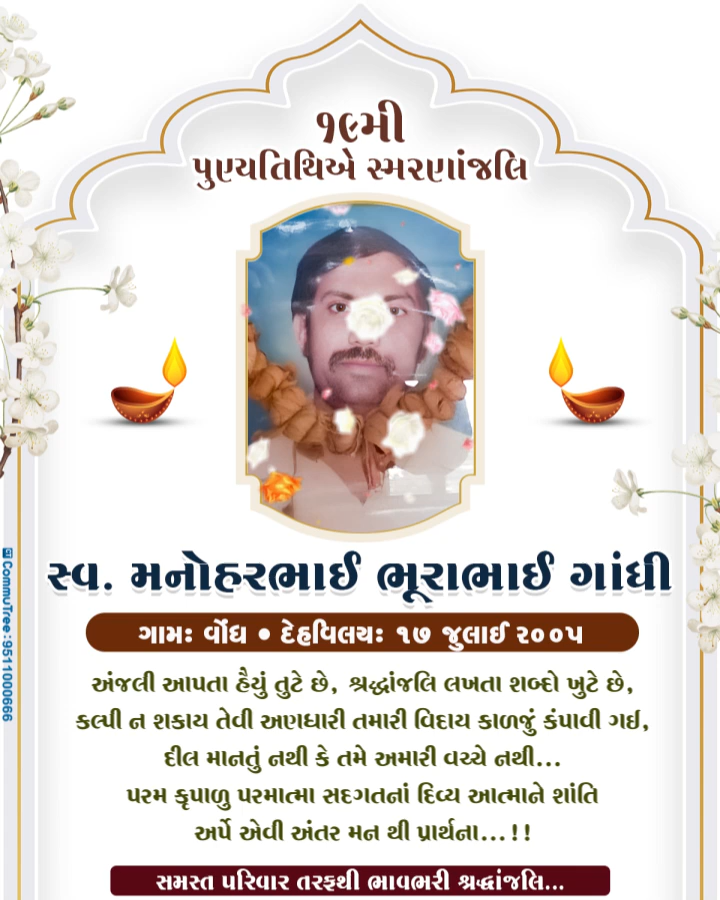 ૧૯મી
પુણ્યતિથિએ સ્મરણાંજલિ
સ્વ. મનોહરભાઈ ભૂરાભાઈ ગાંધી
ગામઃ વોંધ • દેહવિલયઃ ૧૭ જુલાઈ ૨૦૦૫
અંજલી આપતા હૈયું તુટે છે, શ્રદ્ધાંજલિ લખતા શબ્દો ખુટે છે,
કલ્પી ન શકાય તેવી અણધારી તમારી વિદાય કાળજું કંપાવી ગઈ,
દીલ માનતું નથી કે તમે અમારી વચ્ચે નથી...
પરમ કૃપાળુ પરમાત્મા સદગતનાં દિવ્ય આત્માને શાંતિ
અર્પે એવી અંતર મન થી પ્રાર્થના...!!
સમસ્ત પરિવાર તરફથી ભાવભરી શ્રદ્ધાંજલિ...
CommuTree : 9511000666